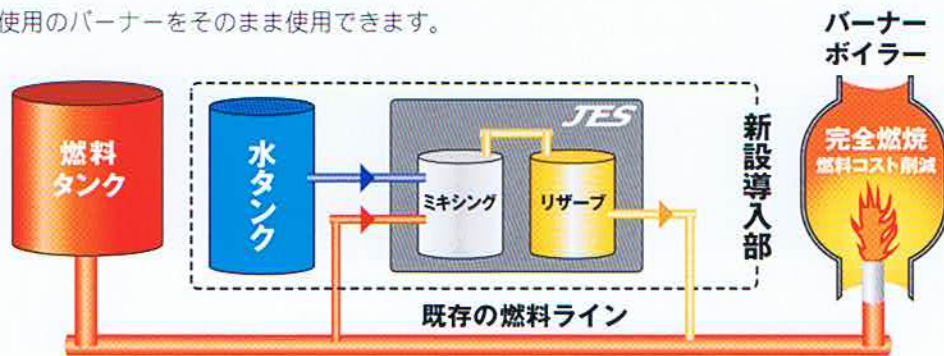 使用のバーナーをそのまま使用できます。
バーナー
ボイラー
燃料
タンク
水タンク
JES
ミキシング
リザーブ
新設導入部
完全燃焼
燃料コスト削減
既存の燃料ライン